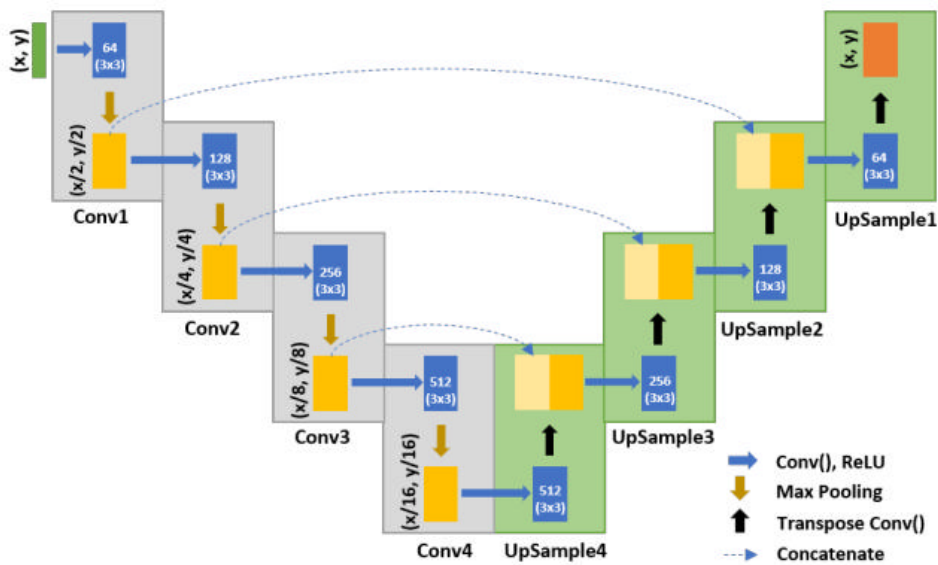 (x, y)
64
(3x3)
(x/2, y/2)
Conv1
128
(3x3)
(x/4, y/4)
Conv2
256
(3x3)
(x/8, y/8)
Conv3
512
(3x3)
(x/16, y/16)
Conv4
512
(3x3)
UpSample4
256
(3x3)
UpSample3
128
(3x3)
UpSample2
64
(3x3)
UpSample1
(x, y)
Conv(), ReLU
Max Pooling
Transpose Conv()
Concatenate